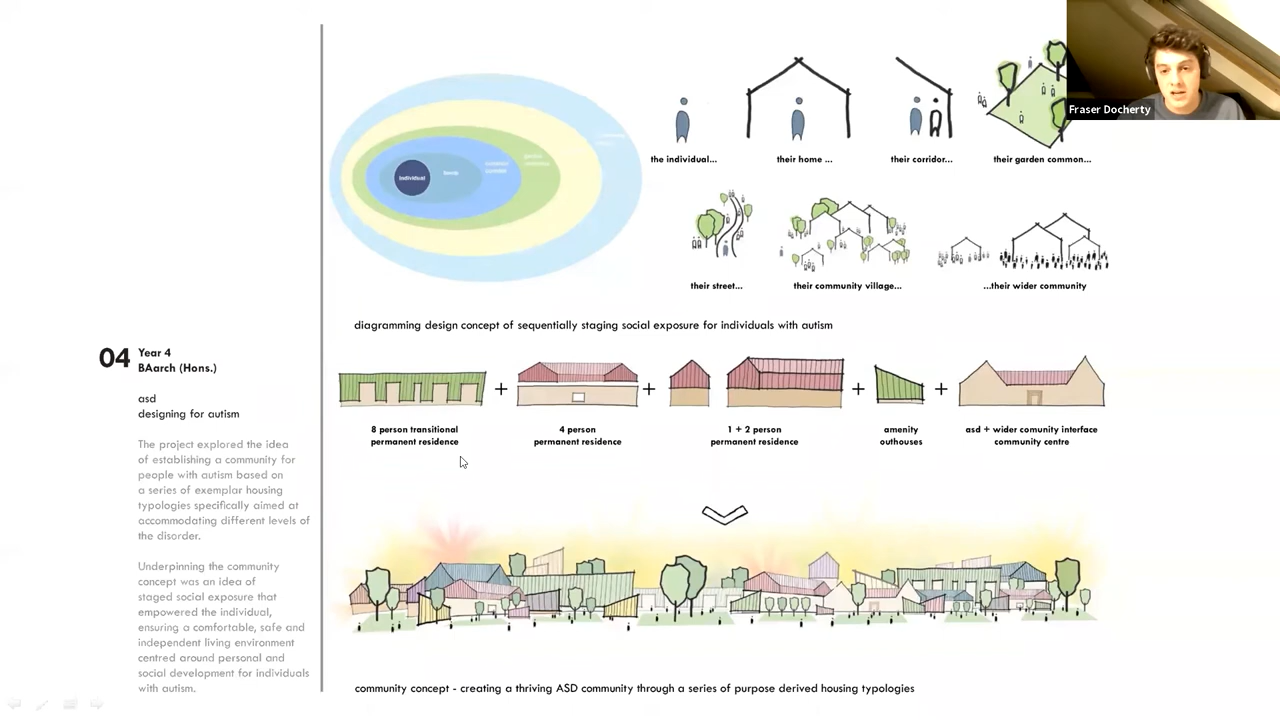 Fraser Docherty
individual
the individual...
their home ...
their corridor...
their garden common...
their street...
their community village...
...their wider community
diagramming design concept of sequentially staging social exposure for individuals with autism
04
Year 4
BAarch (Hons.)
asd
designing for autism
The project explored the idea
of establishing a community for
people with autism based on
a series of exemplar housing
typologies specifically aimed at
accommodating different levels of
the disorder.
Underpinning the community
concept was an idea of
staged social exposure that
empowered the individual,
ensuring a comfortable, safe and
independent living environment
centred around personal and
social development for individuals
with autism.
+
+
+
+
8 person transitional
permanent residence
4 person
permanent residence
1 + 2 person
permanent residence
amenity
outhouses
asd + wider comunity interface
community centre
community concept - creating a thriving ASD community through a series of purpose derived housing typologies